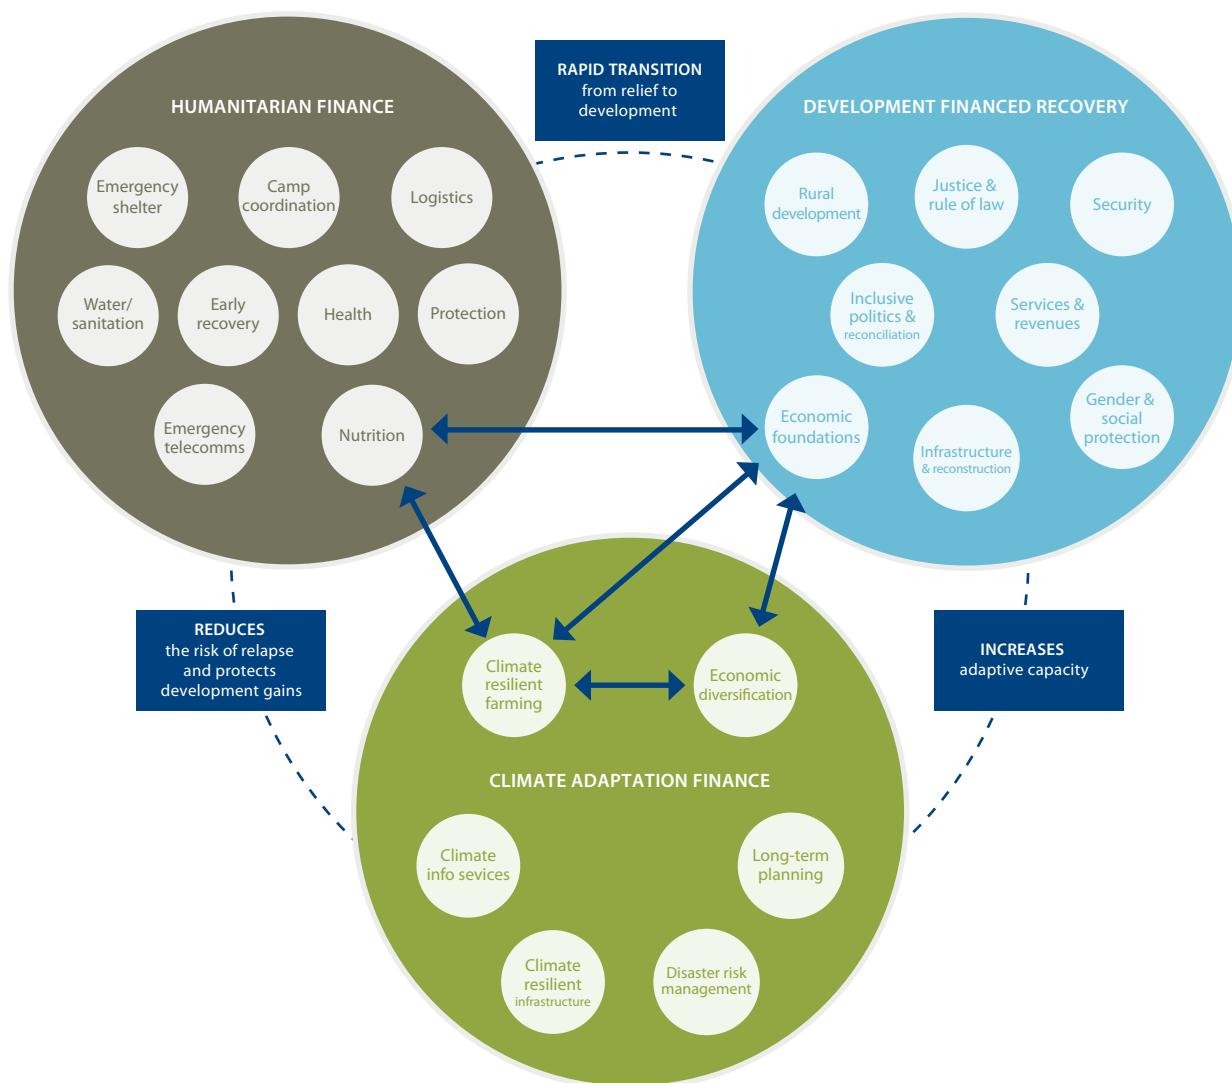 RAPID TRANSITION
from relief to
development
HUMANITARIAN FINANCE
Emergency
shelter
Camp
coordination
Logistics
Water/
sanitation
Early
recovery
Health
Protection
Emergency
telecomms
Nutrition
DEVELOPMENT FINANCED RECOVERY
Rural
development
Justice &
rule of law
Security
Inclusive
politics &
reconciliation
Services &
revenues
Economic
foundations
Infrastructure
& reconstruction
Gender &
social
protection
REDUCES
the risk of relapse
and protects
development gains
INCREASES
adaptive capacity
Climate
resilient
farming
Economic
diversification
CLIMATE ADAPTATION FINANCE
Climate
info sevices
Long-term
planning
Climate
resilient
infrastructure
Disaster risk
management